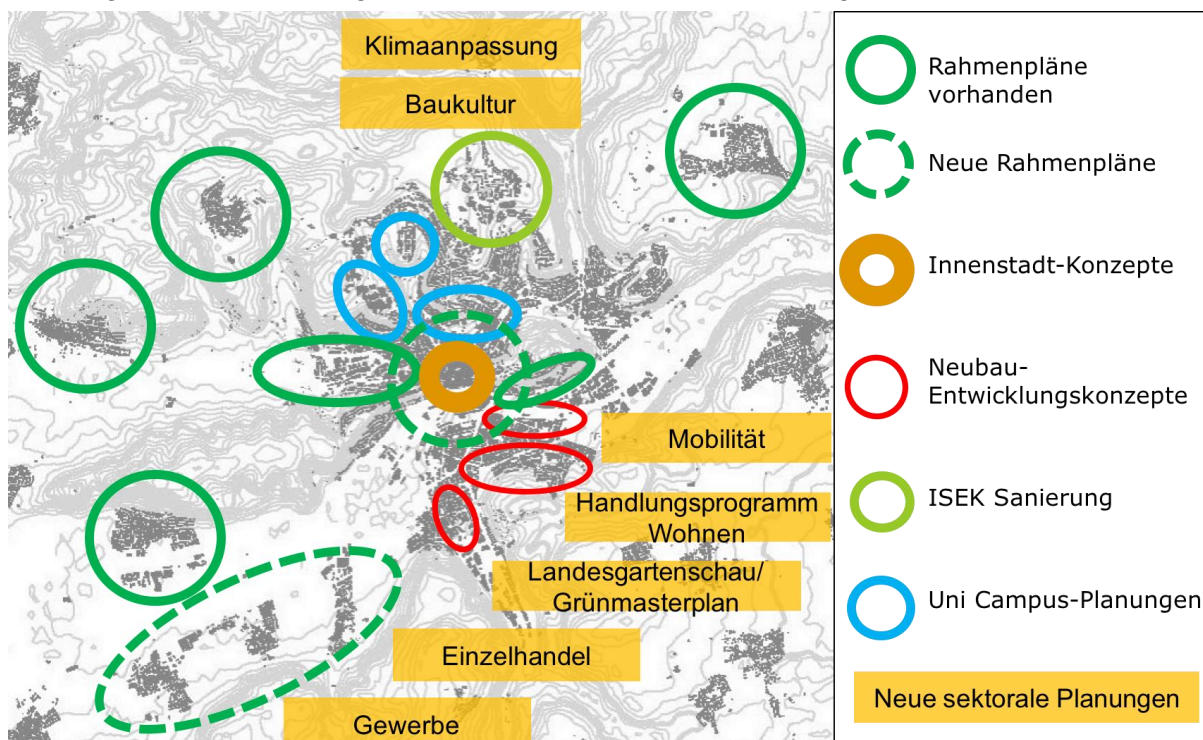 Klimaanpassung
Baukultur
Mobilität
Handlungsprogramm
Wohnen
Landesgartenschau/
Grünmasterplan
Einzelhandel
Gewerbe
Rahmenpläne
vorhanden
Neue Rahmenpläne
Innenstadt-Konzepte
Neubau-
Entwicklungskonzepte
ISEK Sanierung
Uni Campus-Planungen
Neue sektorale Planungen